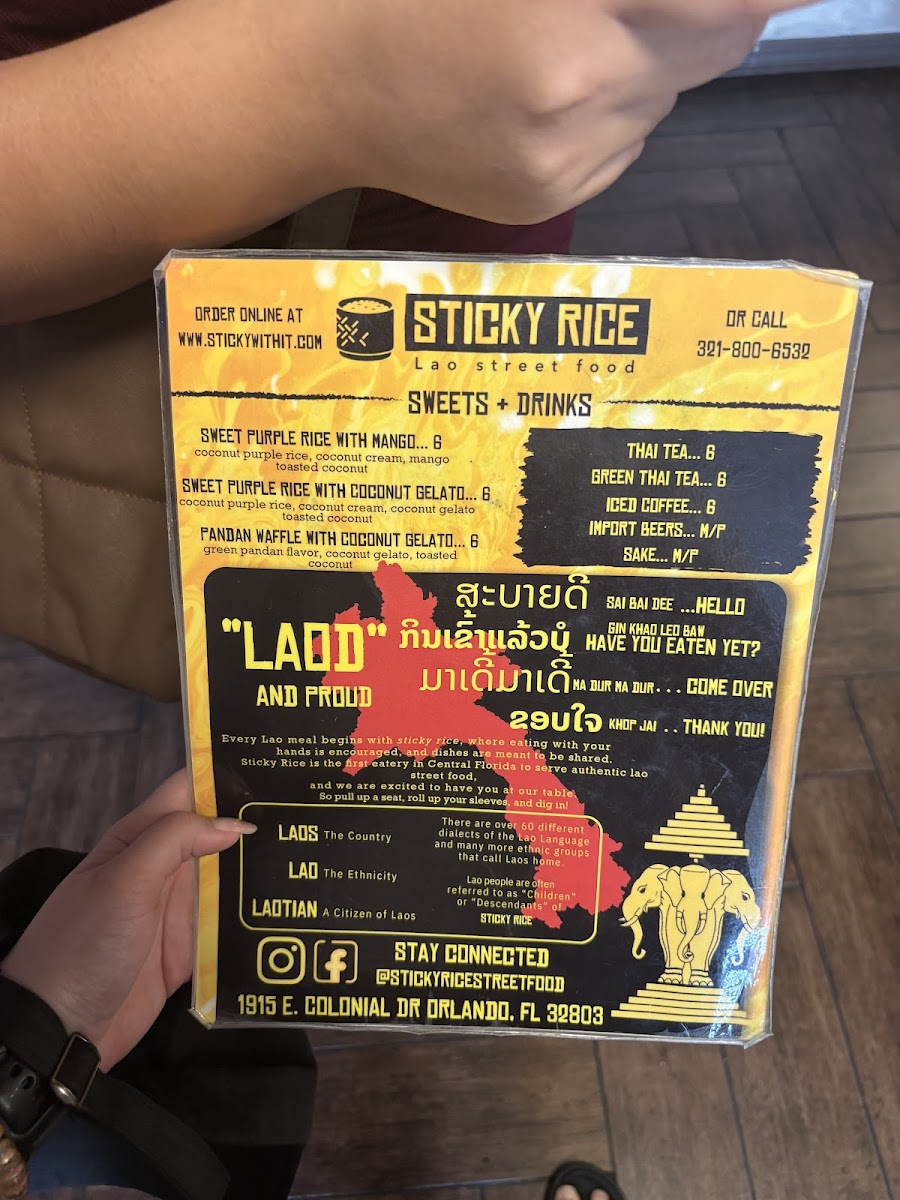 ORDER ONLINE AT
WWW.STICKYWITHIT.COM
STICKY RICE
Lao street food
OR CALL
321-800-6532
SWEETS + DRINKS
SWEET PURPLE RICE WITH MANGO... 6
coconut purple rice, coconut cream, mango
toasted coconut
SWEET PURPLE RICE WITH COCONUT GELATO... 6
coconut purple rice, coconut cream, coconut gelato
toasted coconut
PANDAN WAFFLE WITH COCONUT GELATO... 6
green pandan flavor, coconut gelato, toasted
coconut
THAI TEA... 6
GREEN THAI TEA... 6
ICED COFFEE... 6
IMPORT BEERS... M/P
SAKE... M/P
"LAOD"
AND PROUD
ສະບາຍດີ SAI BAI DEE ...HELLO
ກິນເຂົ້າແລ້ວບໍ GIN KHAO LEO BAW HAVE YOU EATEN YET?
ມາເດີ້ມາເດີ້ MA DUR MA DUR... COME OVER
ຂອບໃຈ KHOP JAI .. THANK YOU!
Every Lao meal begins with sticky rice, where eating with your
hands is encouraged, and dishes are meant to be shared.
Sticky Rice is the first eatery in Central Florida to serve authentic lao
street food,
and we are excited to have you at our table.
So pull up a seat, roll up your sleeves, and dig in!
LAOS The Country
LAO The Ethnicity
LAOTIAN A Citizen of Laos
There are over 60 different
dialects of the Lao Language
and many more ethnic groups
that call Laos home.
Lao people are often
referred to as "Children"
or "Descendants" of
STICKY RICE
STAY CONNECTED
@STICKYRICESTREETFOOD
1915 E. COLONIAL DR ORLANDO, FL 32803